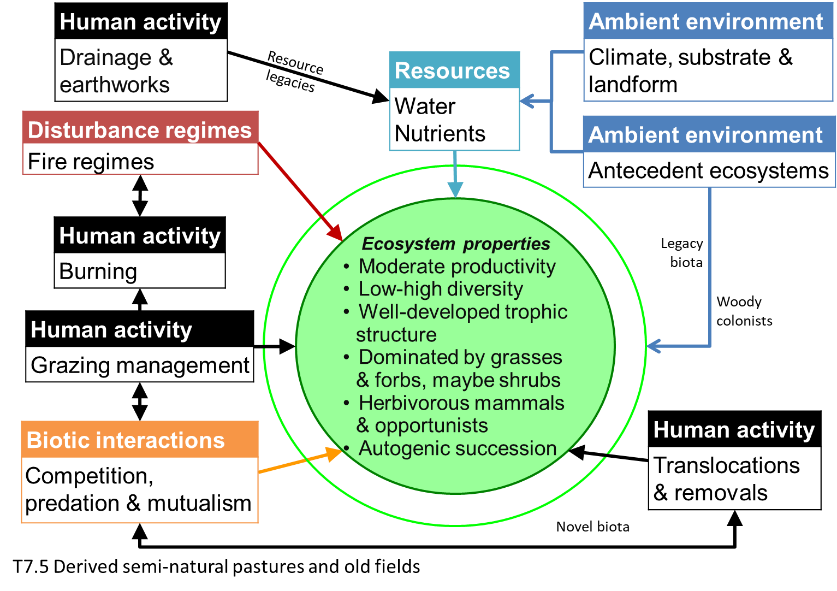 Human activity
Drainage &
earthworks
Resource
legacies
Resources
Water
Nutrients
Ambient environment
Climate, substrate &
landform
Ambient environment
Antecedent ecosystems
Disturbance regimes
Fire regimes
Human activity
Burning
Human activity
Grazing management
Biotic interactions
Competition,
predation & mutualism
Ecosystem properties
• Moderate productivity
• Low-high diversity
• Well-developed trophic
structure
• Dominated by grasses
& forbs, maybe shrubs
• Herbivorous mammals
& opportunists
• Autogenic succession
Legacy
biota
Woody
colonists
Human activity
Translocations
& removals
Novel biota
T7.5 Derived semi-natural pastures and old fields